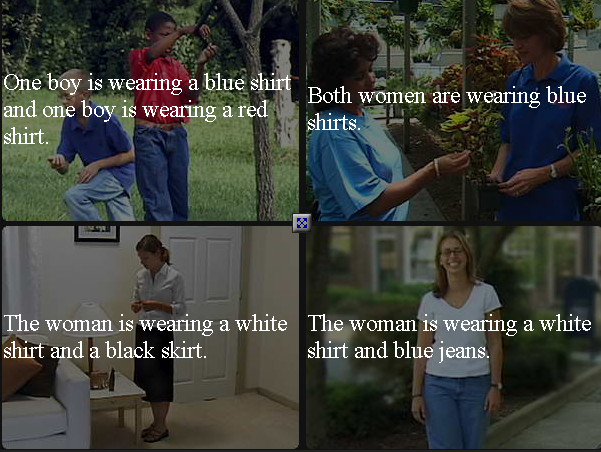 One boy is wearing a blue shirt
and one boy is wearing a red
shirt.
Both women are wearing blue
shirts.
The woman is wearing a white
shirt and a black skirt.
The woman is wearing a white
shirt and blue jeans.